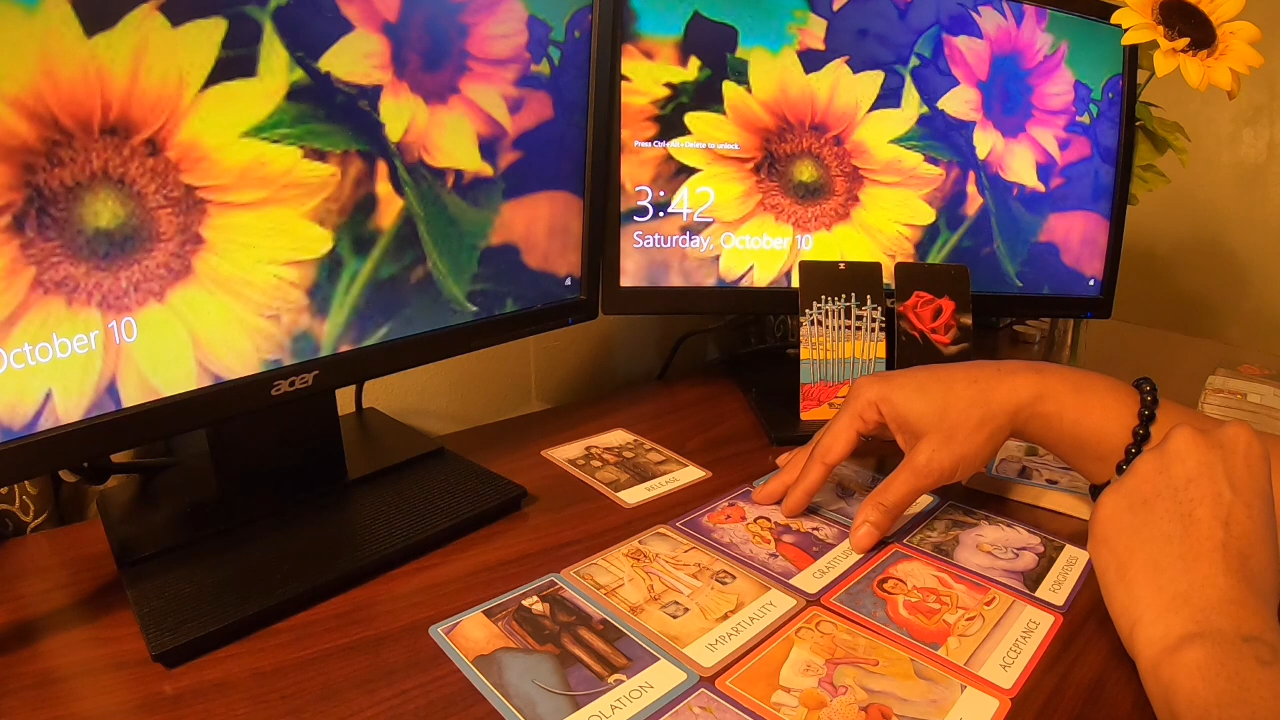 Press Ctrl+Alt+Delete to unlock.
3:42
Saturday, October 10
October 10
acer
RELEASE
GRATITUDE
FORGIVENESS
IMPARTIALITY
ACCEPTANCE
OLATION